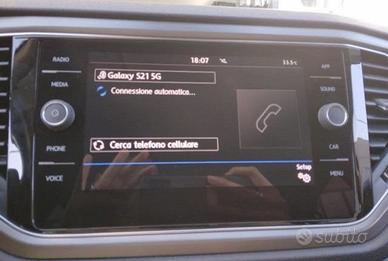 RADIO
MEDIA
PHONE
VOICE
18:07
33.5°c
Galaxy S21 5G
Connessione automatica...
Cerca telefono cellulare
Setup
APP
SOUND
CAR
MENU
subito